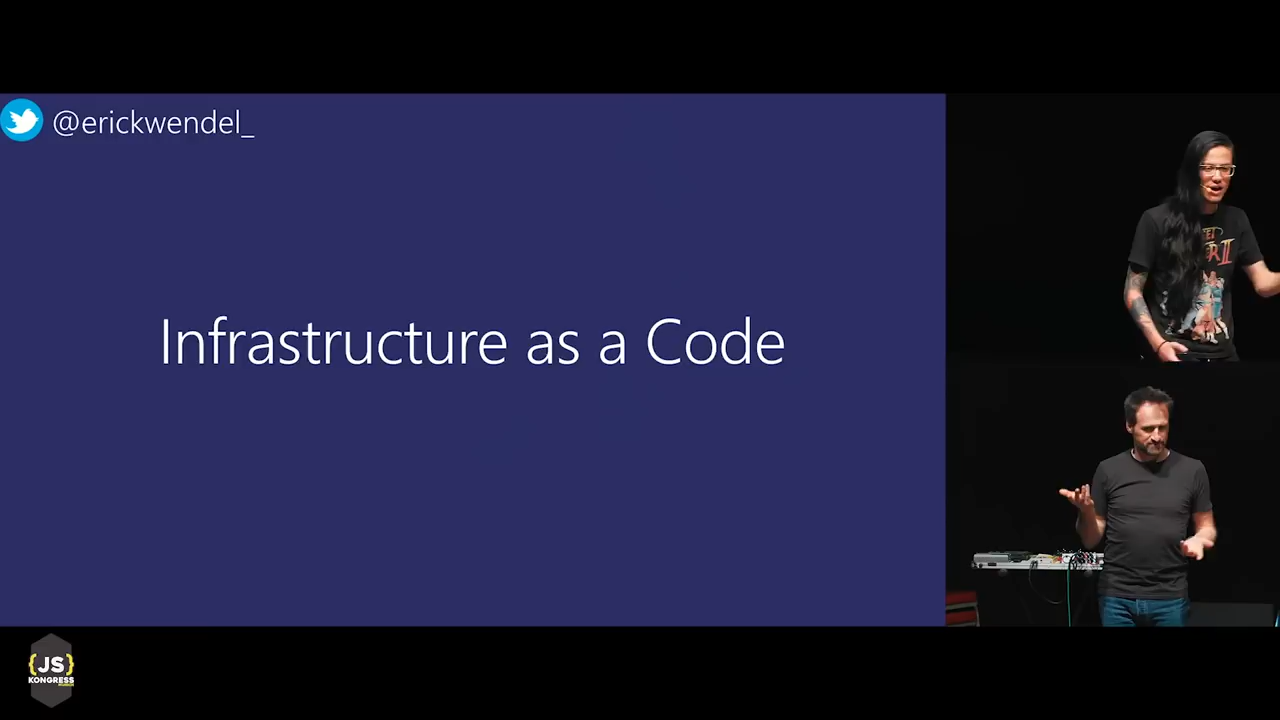 @erickwendel_
Infrastructure as a Code
{JS}
KONGRESS